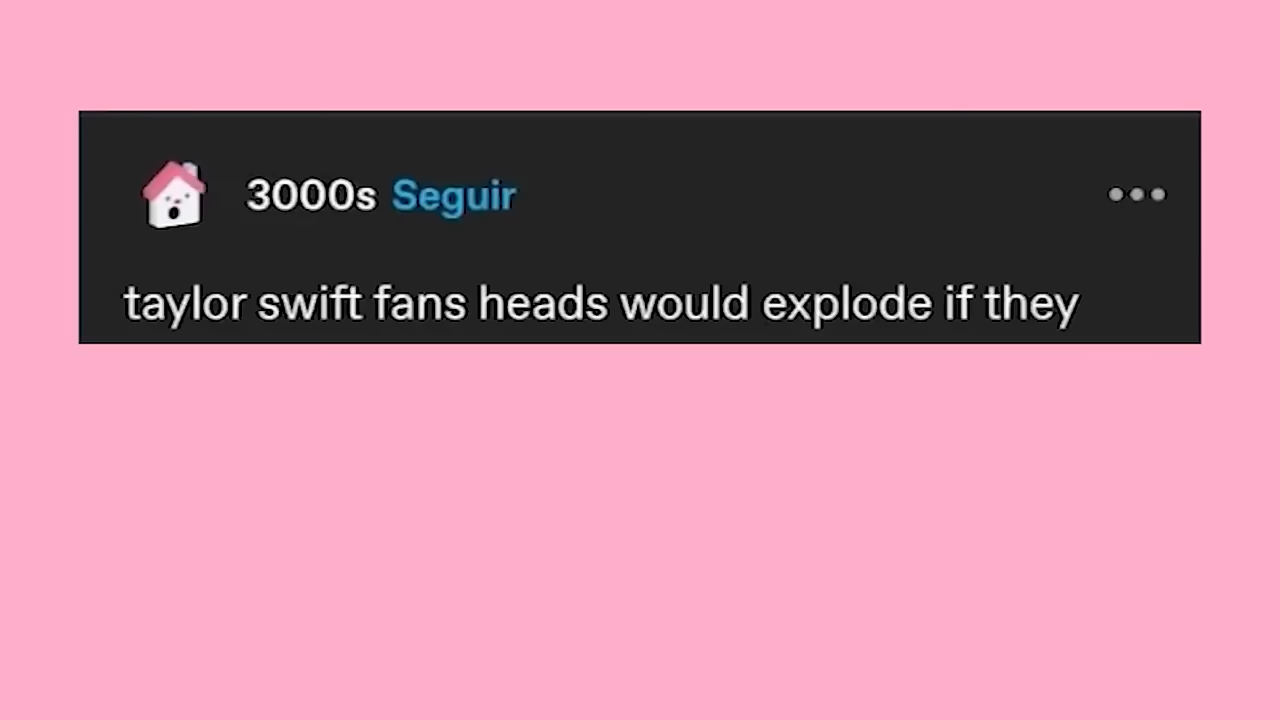 3000s Seguir
taylor swift fans heads would explode if they